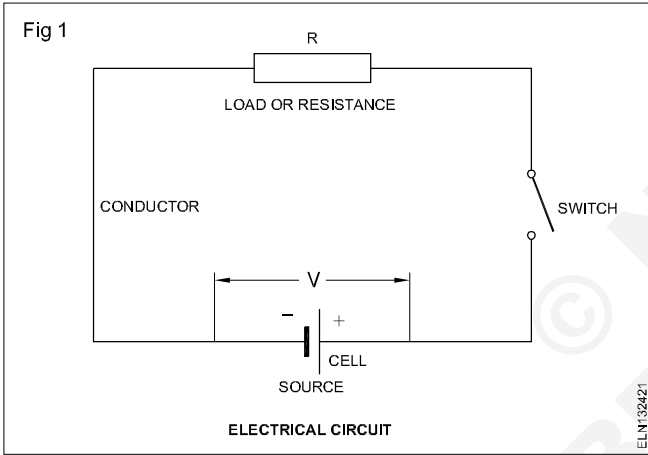 Fig 1
R
LOAD OR RESISTANCE
CONDUCTOR
SWITCH
V
− +
CELL
SOURCE
ELECTRICAL CIRCUIT
ELN132421
©